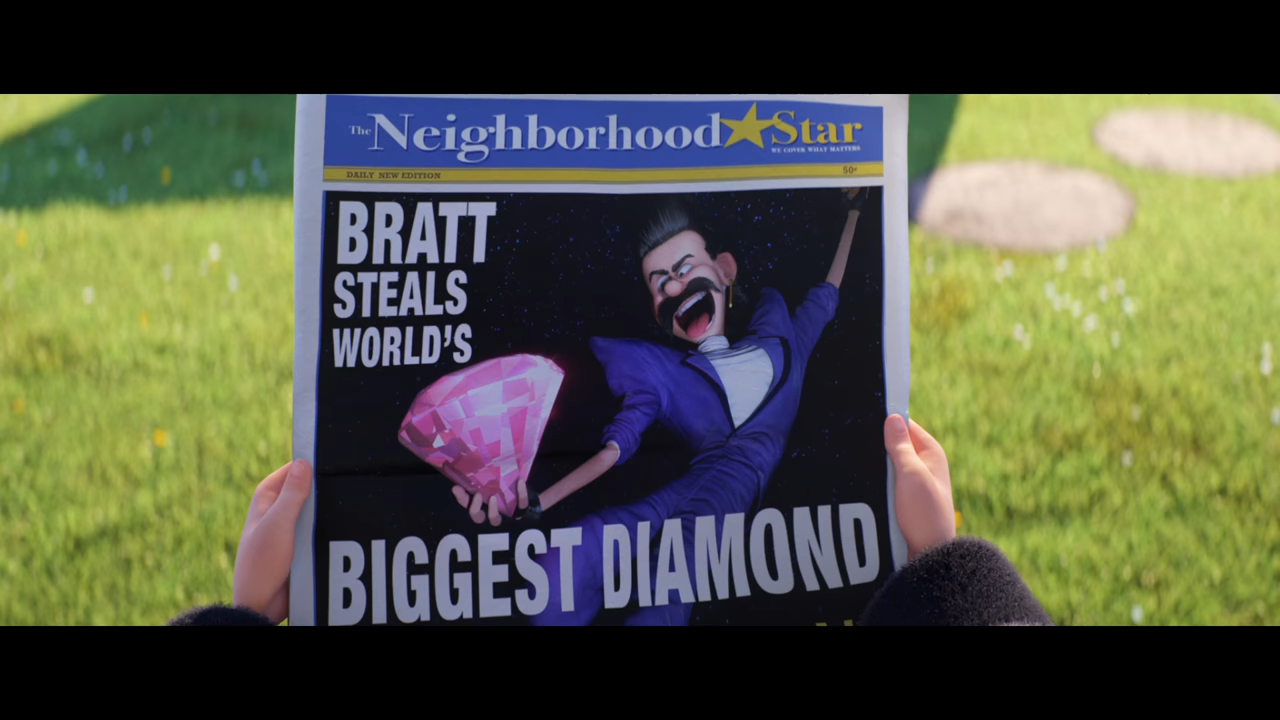 The Neighborhood Star
WE COVER WHAT MATTERS
DAILY NEW EDITION 50¢
BRATT
STEALS
WORLD'S
BIGGEST DIAMOND